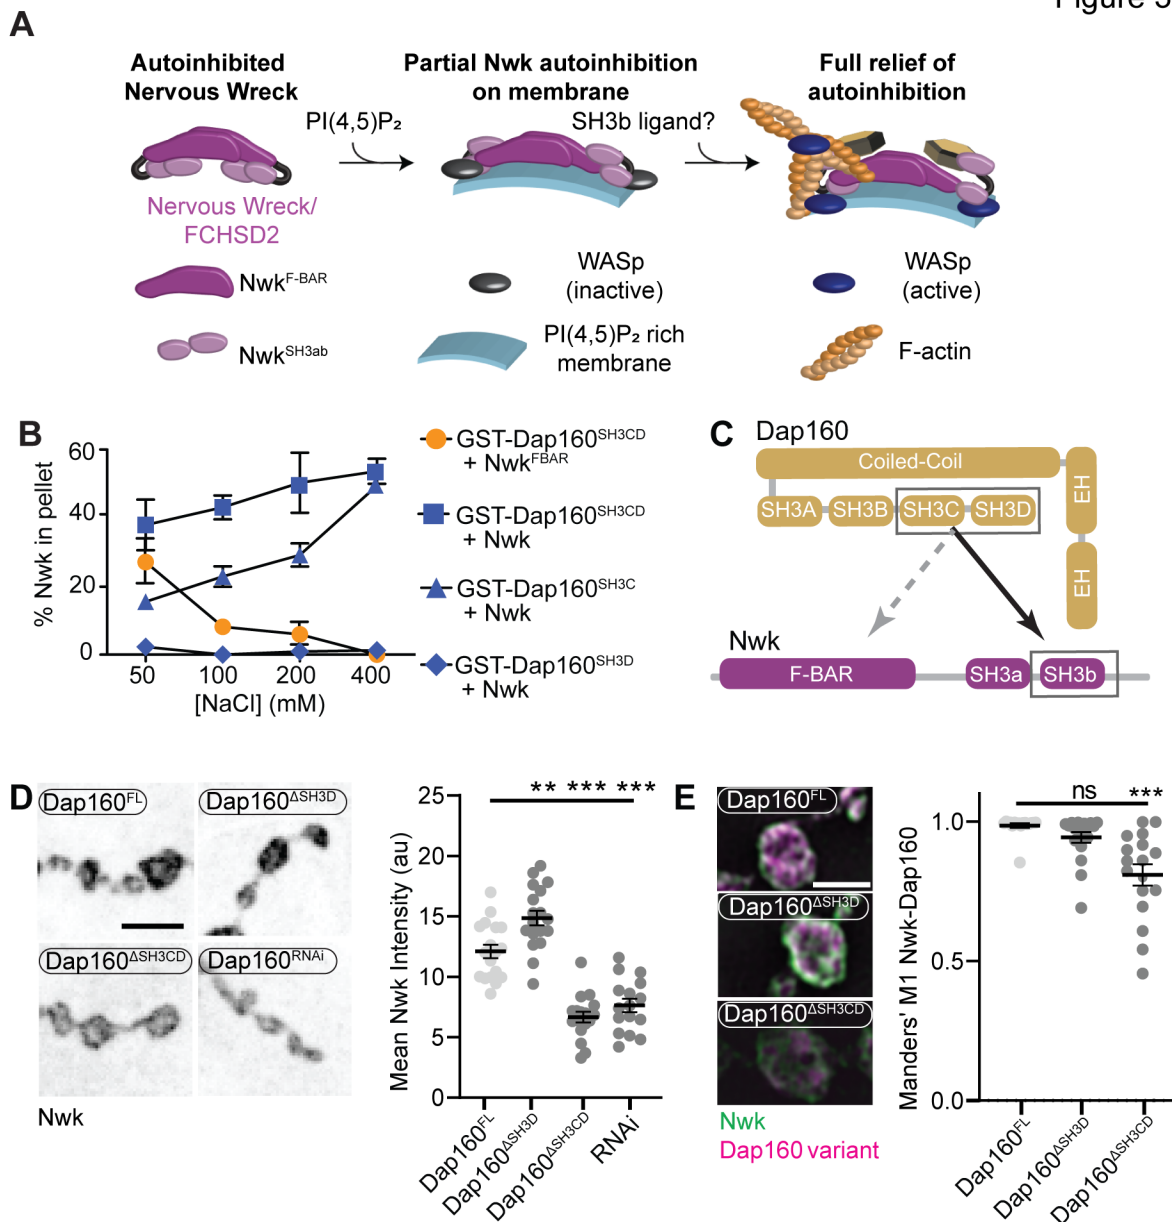 Figure 3
A
Autoinhibited
Nervous Wreck
Partial Nwk autoinhibition
on membrane
Full relief of
autoinhibition
PI(4,5)P₂
SH3b ligand?
Nervous Wreck/
FCHSD2
Nwk^F-BAR
WASp
(inactive)
WASp
(active)
Nwk^SH3ab
PI(4,5)P₂ rich
membrane
F-actin
B
% Nwk in pellet
60
40
20
0
50
100
200
400
[NaCl] (mM)
GST-Dap160^SH3CD
+ Nwk^FBAR
GST-Dap160^SH3CD
+ Nwk
GST-Dap160^SH3C
+ Nwk
GST-Dap160^SH3D
+ Nwk
C
Dap160
Coiled-Coil
SH3A
SH3B
SH3C
SH3D
EH
EH
Nwk
F-BAR
SH3a
SH3b
D
Dap160^FL
Dap160^ΔSH3D
Dap160^ΔSH3CD
Dap160^RNAi
Nwk
Mean Nwk Intensity (au)
25
20
15
10
5
0
** *** ***
Dap160^FL
Dap160^ΔSH3D
Dap160^ΔSH3CD
RNAi
E
Dap160^FL
Dap160^ΔSH3D
Dap160^ΔSH3CD
Nwk
Dap160 variant
Manders' M1 Nwk-Dap160
1.0
0.5
0.0
ns ***
Dap160^FL
Dap160^ΔSH3D
Dap160^ΔSH3CD